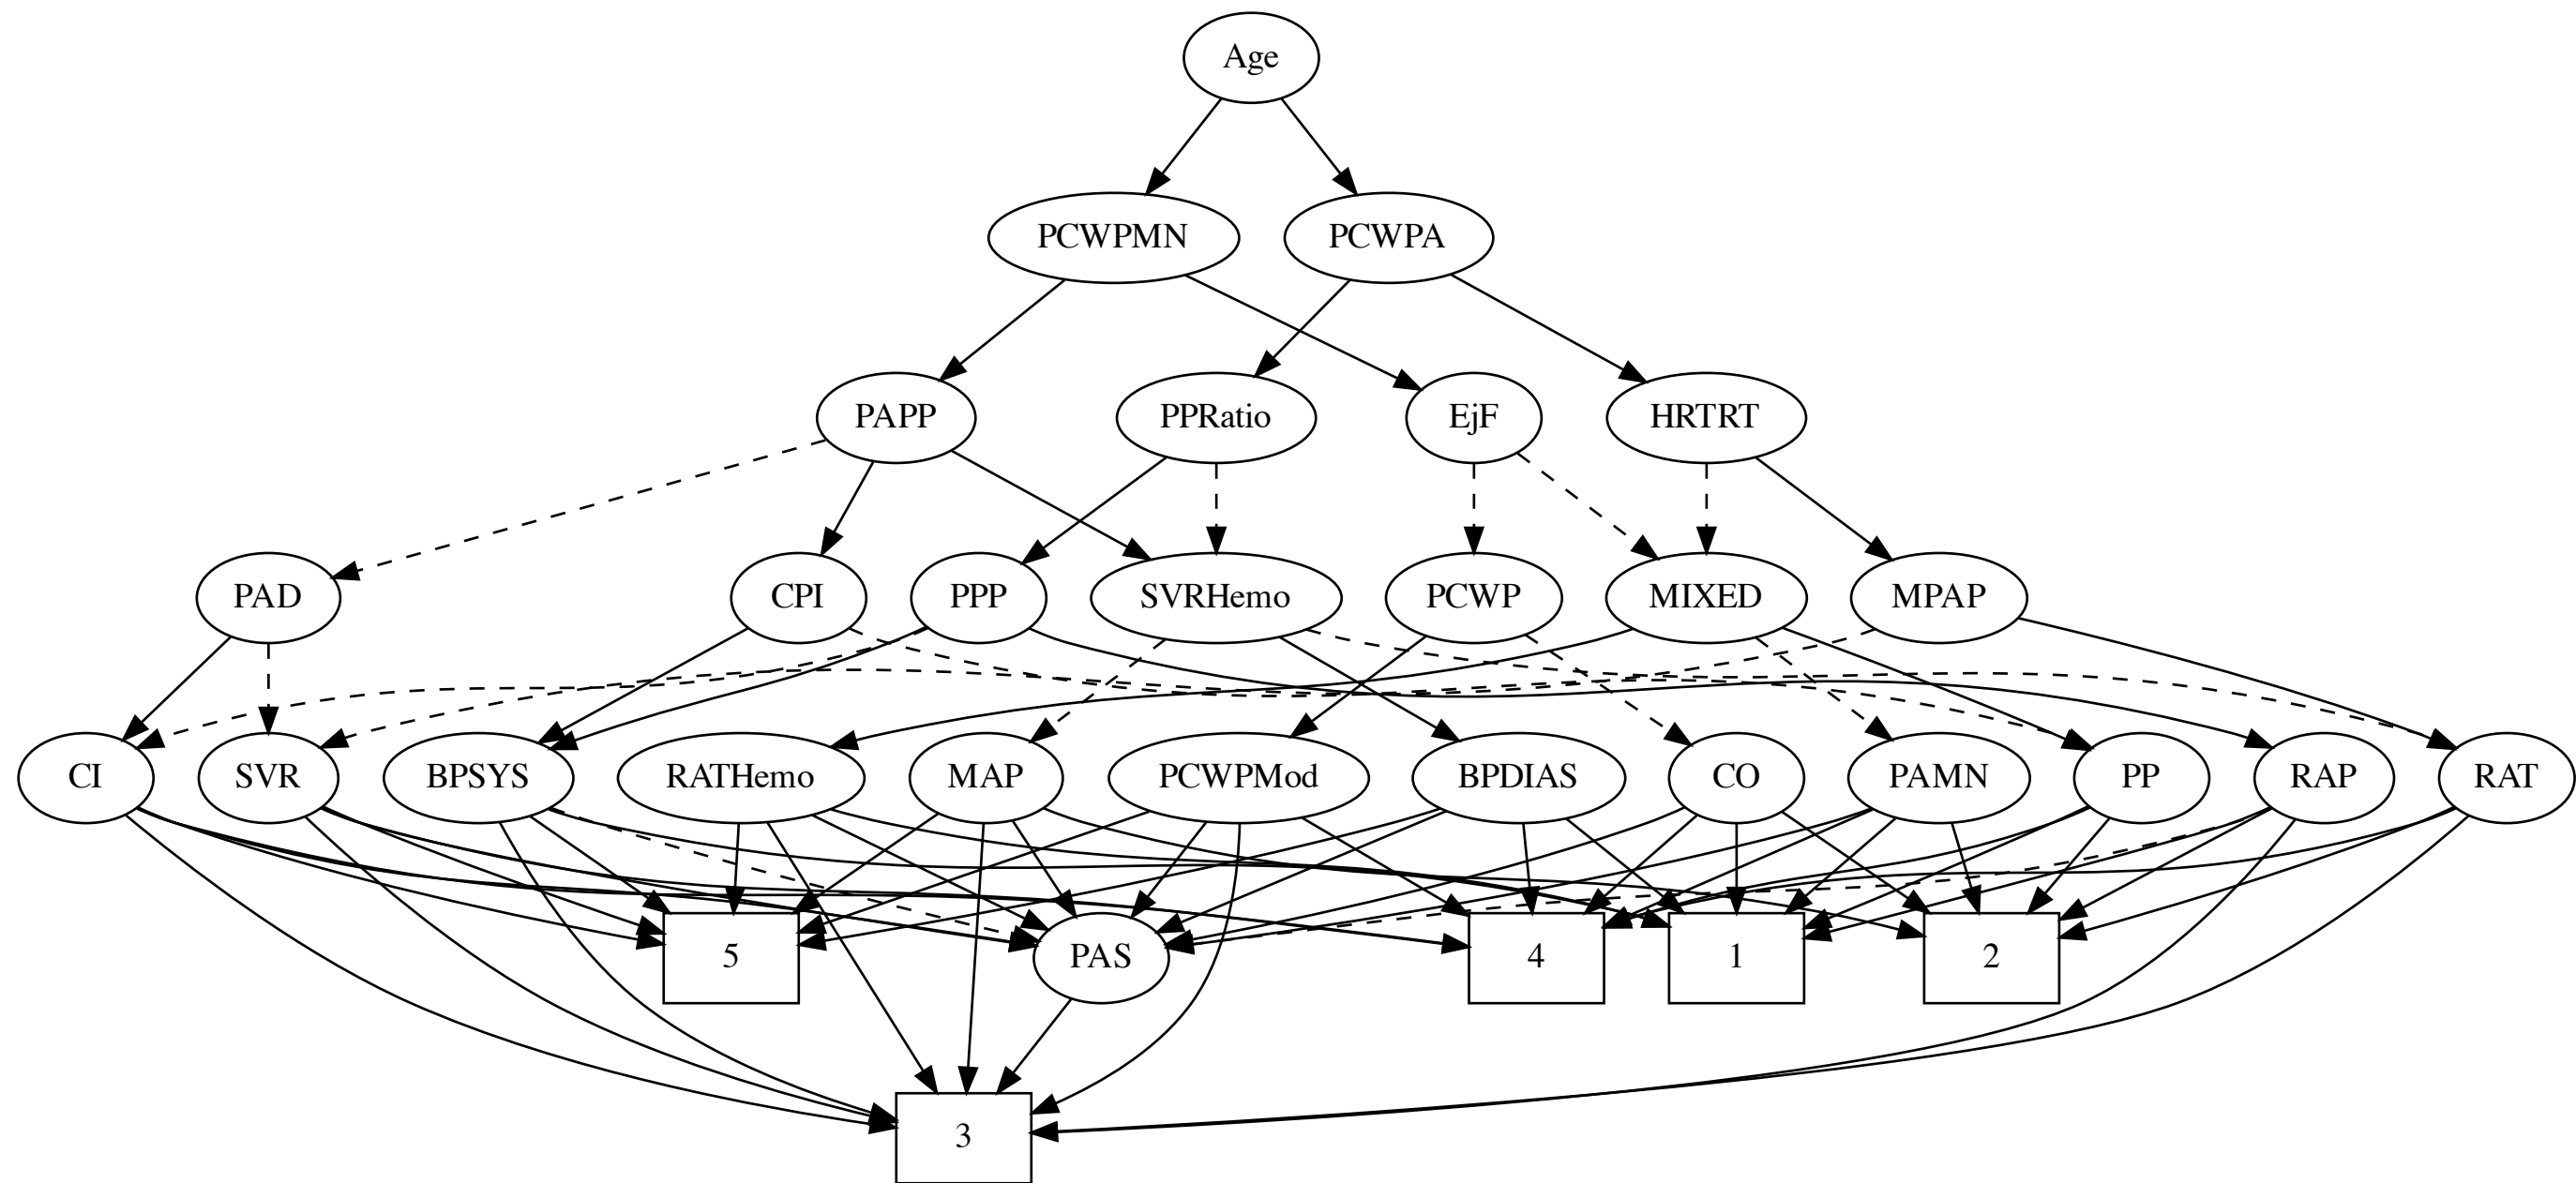 Age
PCWPMN
PCWPA
PAPP
PPRatio
EjF
HRTRT
PAD
CPI
PPP
SVRHemo
PCWP
MIXED
MPAP
CI
SVR
BPSYS
RATHemo
MAP
PCWPMod
BPDIAS
CO
PAMN
PP
RAP
RAT
5
PAS
4
1
2
3